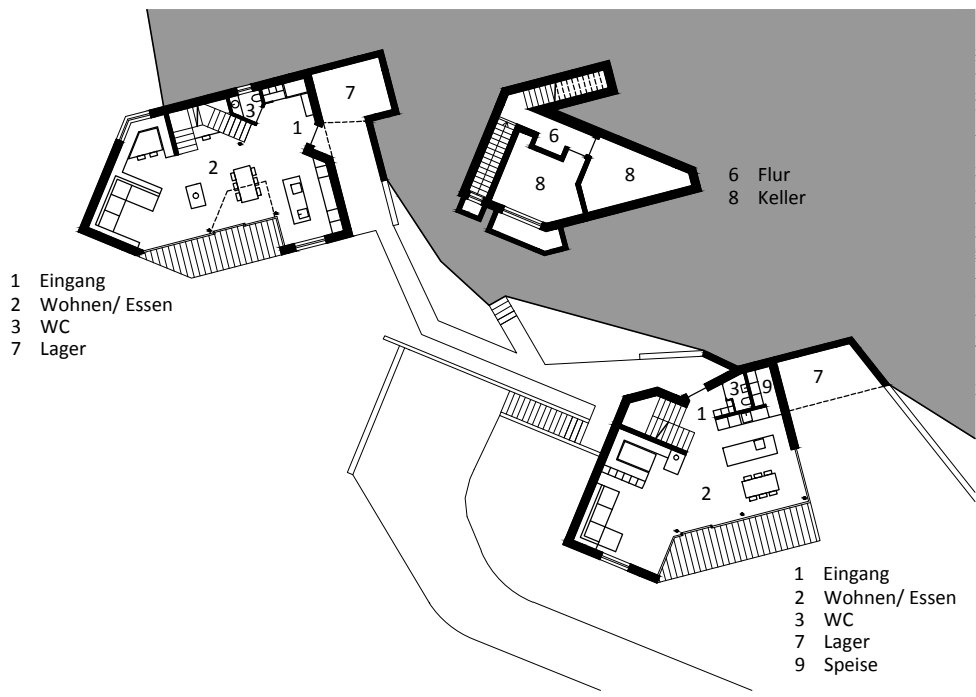 7
3
1
2
6
8
8
6 Flur
8 Keller
1 Eingang
2 Wohnen/ Essen
3 WC
7 Lager
3
9
7
1
2
1 Eingang
2 Wohnen/ Essen
3 WC
7 Lager
9 Speise